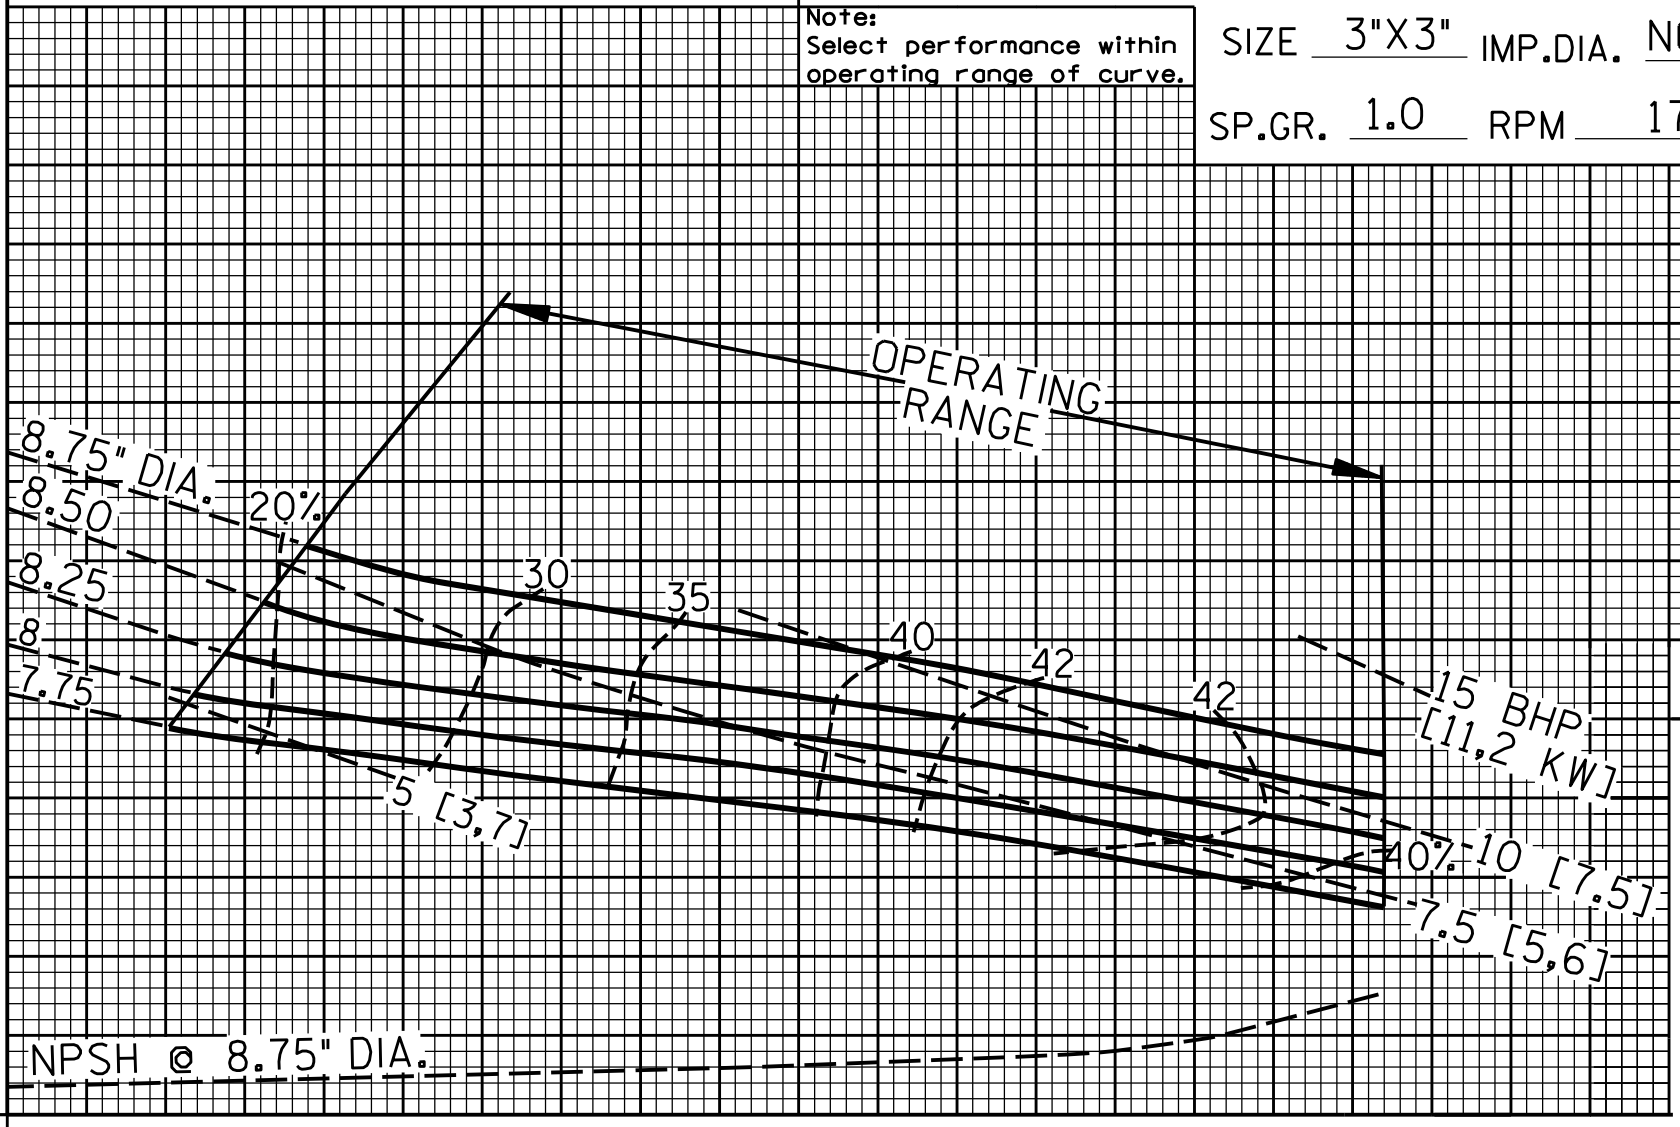 Note:
Select performance within
operating range of curve.
SIZE 3"X3" IMP.DIA.
SP.GR. 1.0 RPM 17
OPERATING
RANGE
8.75" DIA.
8.50
8.25
8
7.75
20%
30
35
40
42
42
15 BHP
[11,2 KW]
5 [3,7]
40%
10 [7.5]
7.5 [5,6]
NPSH @ 8.75" DIA.